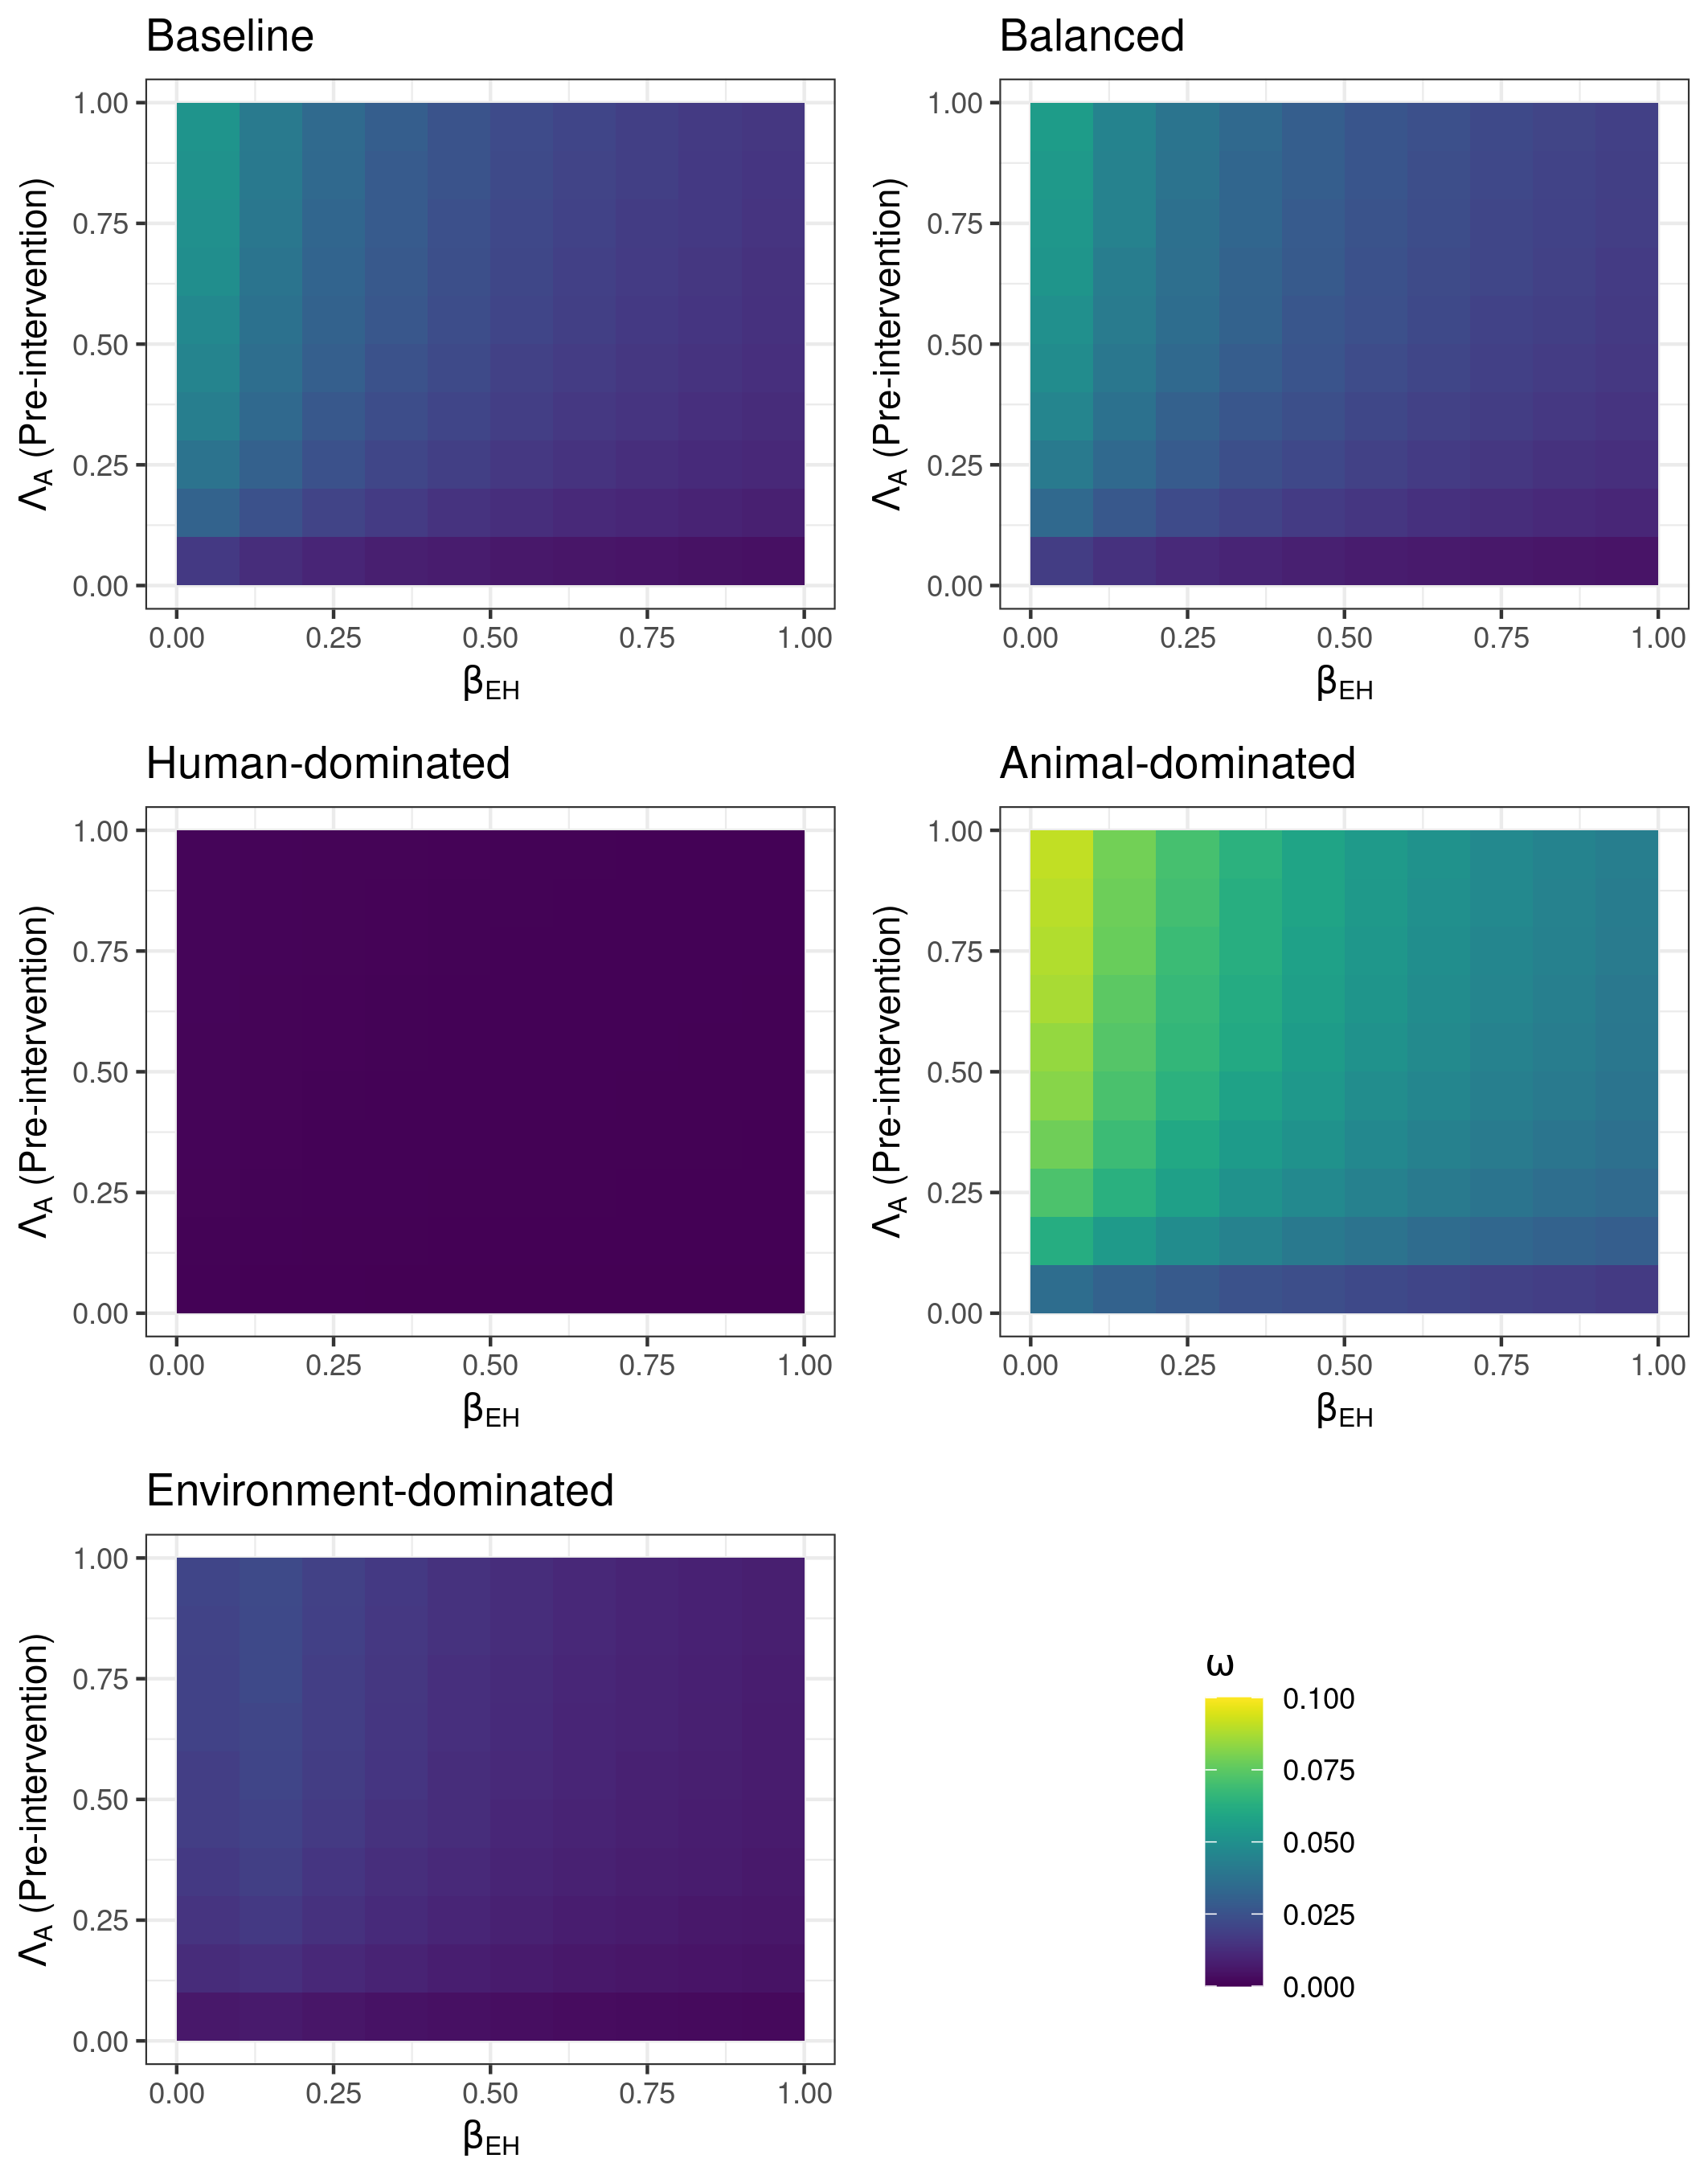 Baseline
ΛA (Pre-intervention)
1.00
0.75
0.50
0.25
0.00
0.00 0.25 0.50 0.75 1.00
βEH
Balanced
ΛA (Pre-intervention)
1.00
0.75
0.50
0.25
0.00
0.00 0.25 0.50 0.75 1.00
βEH
Human-dominated
ΛA (Pre-intervention)
1.00
0.75
0.50
0.25
0.00
0.00 0.25 0.50 0.75 1.00
βEH
Animal-dominated
ΛA (Pre-intervention)
1.00
0.75
0.50
0.25
0.00
0.00 0.25 0.50 0.75 1.00
βEH
Environment-dominated
ΛA (Pre-intervention)
1.00
0.75
0.50
0.25
0.00
0.00 0.25 0.50 0.75 1.00
βEH
ω
0.100
0.075
0.050
0.025
0.000